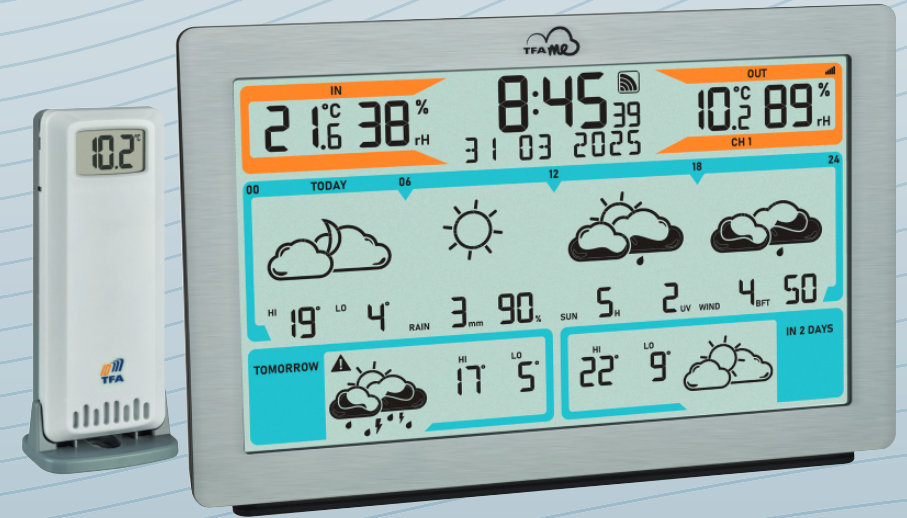 TFA me
IN OUT
21.6 °C 38 % rH 8:45 39 10.2 °C 89 % rH
31 03 2025 CH 1
10.2°
00 TODAY 06 12 18 24
HI 19° LO 4° RAIN 3 mm 90 % SUN 5 H 2 UV WIND 4 BFT 50
TOMORROW HI 17° LO 5° HI 22° LO 9° IN 2 DAYS
TFA